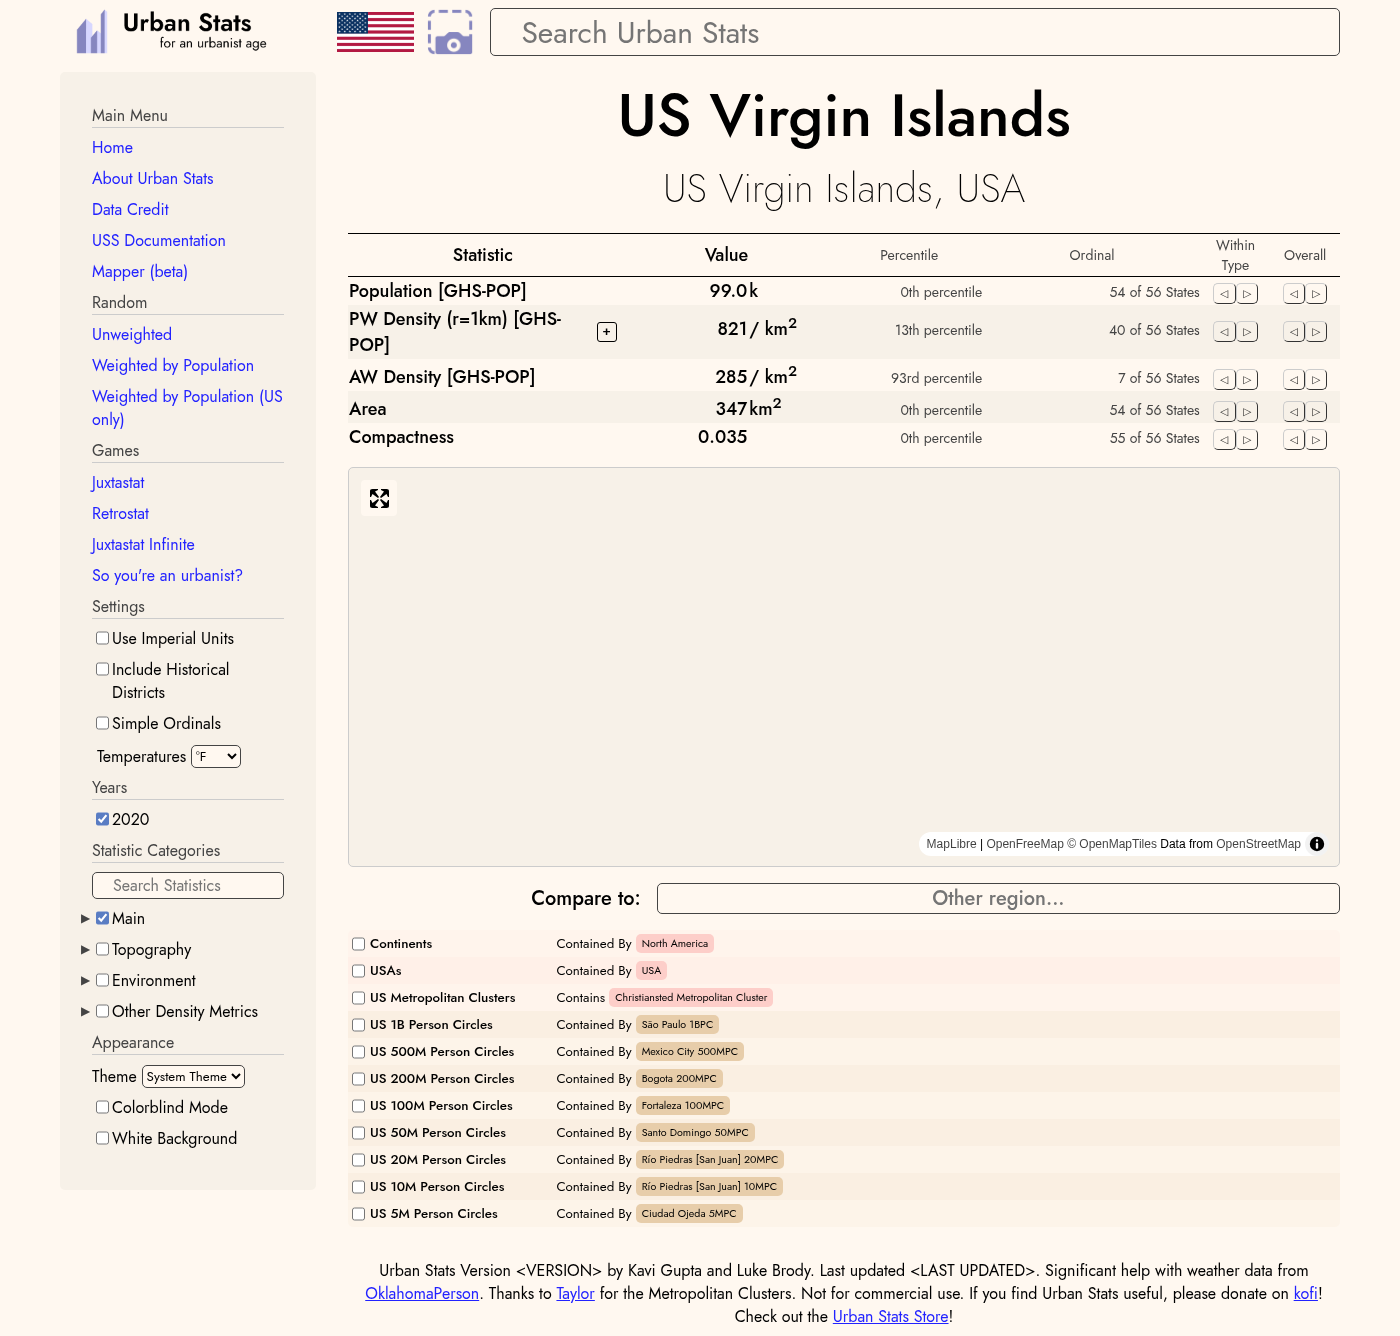 Urban Stats
for an urbanist age
Search Urban Stats
Main Menu
Home
About Urban Stats
Data Credit
USS Documentation
Mapper (beta)
Random
Unweighted
Weighted by Population
Weighted by Population (US
only)
Games
Juxtastat
Retrostat
Juxtastat Infinite
So you're an urbanist?
Settings
Use Imperial Units
Include Historical
Districts
Simple Ordinals
Temperatures °F
Years
2020
Statistic Categories
Search Statistics
Main
Topography
Environment
Other Density Metrics
Appearance
Theme System Theme
Colorblind Mode
White Background
US Virgin Islands
US Virgin Islands, USA
Statistic Value Percentile Ordinal Within Type Overall
Population [GHS-POP] 99.0k 0th percentile 54 of 56 States
PW Density (r=1km) [GHS-
POP] + 821/ km² 13th percentile 40 of 56 States
AW Density [GHS-POP] 285/ km² 93rd percentile 7 of 56 States
Area 347km² 0th percentile 54 of 56 States
Compactness 0.035 0th percentile 55 of 56 States
MapLibre | OpenFreeMap © OpenMapTiles Data from OpenStreetMap
Compare to: Other region...
Continents Contained By North America
USAs Contained By USA
US Metropolitan Clusters Contains Christiansted Metropolitan Cluster
US 1B Person Circles Contained By São Paulo 1BPC
US 500M Person Circles Contained By Mexico City 500MPC
US 200M Person Circles Contained By Bogota 200MPC
US 100M Person Circles Contained By Fortaleza 100MPC
US 50M Person Circles Contained By Santo Domingo 50MPC
US 20M Person Circles Contained By Río Piedras [San Juan] 20MPC
US 10M Person Circles Contained By Río Piedras [San Juan] 10MPC
US 5M Person Circles Contained By Ciudad Ojeda 5MPC
Urban Stats Version <VERSION> by Kavi Gupta and Luke Brody. Last updated <LAST UPDATED>. Significant help with weather data from
OklahomaPerson. Thanks to Taylor for the Metropolitan Clusters. Not for commercial use. If you find Urban Stats useful, please donate on kofi!
Check out the Urban Stats Store!